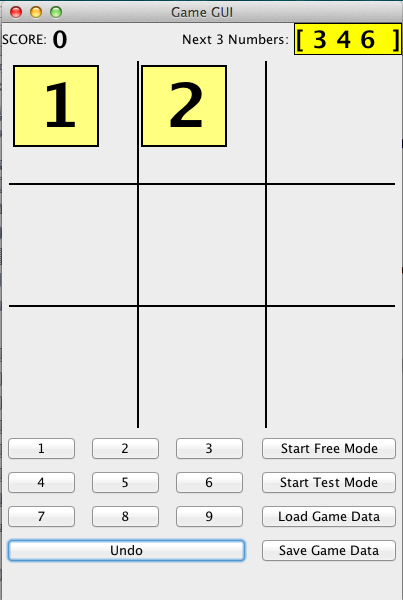 Game GUI
SCORE: 0 Next 3 Numbers: [ 3 4 6 ]
1 2
1 2 3 Start Free Mode
4 5 6 Start Test Mode
7 8 9 Load Game Data
Undo Save Game Data